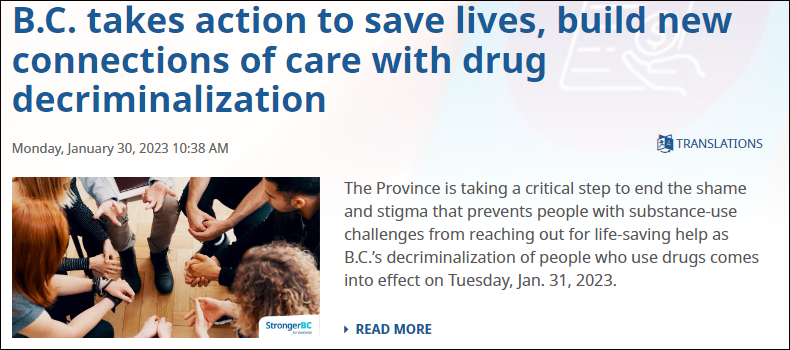 B.C. takes action to save lives, build new
connections of care with drug
decriminalization
Monday, January 30, 2023 10:38 AM
TRANSLATIONS
The Province is taking a critical step to end the shame
and stigma that prevents people with substance-use
challenges from reaching out for life-saving help as
B.C.’s decriminalization of people who use drugs comes
into effect on Tuesday, Jan. 31, 2023.
StrongerBC
READ MORE